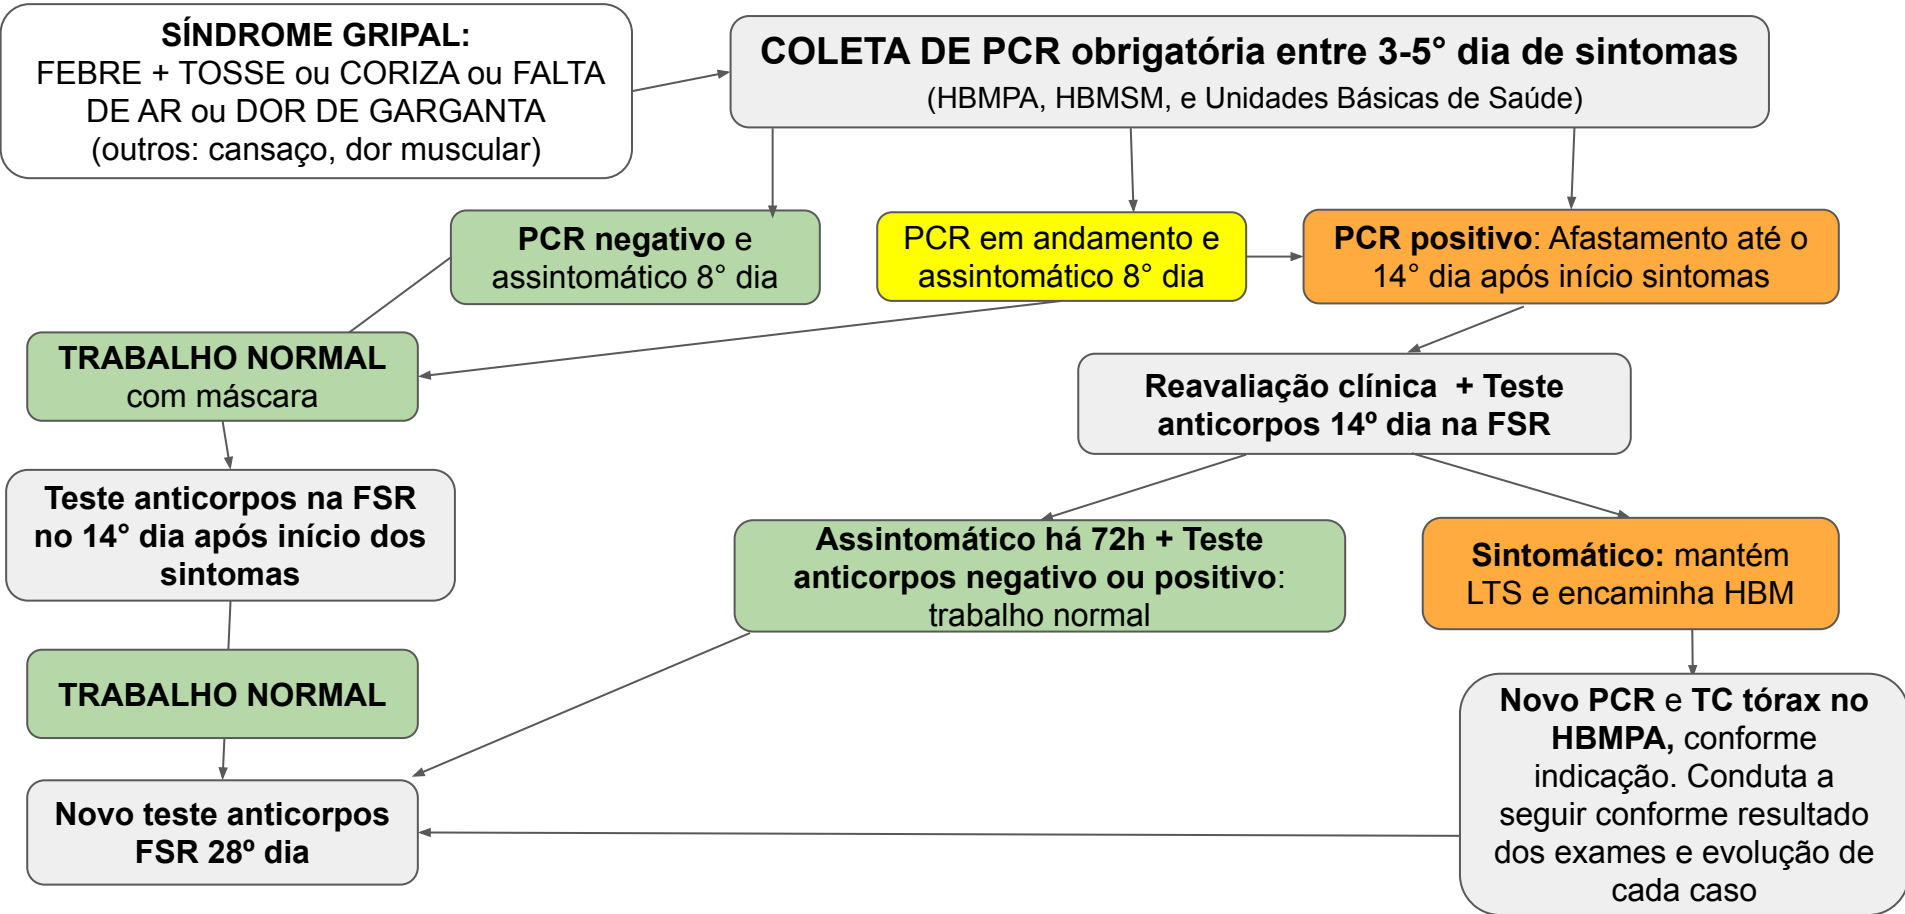 SÍNDROME GRIPAL:
FEBRE + TOSSE ou CORIZA ou FALTA
DE AR ou DOR DE GARGANTA
(outros: cansaço, dor muscular)
COLETA DE PCR obrigatória entre 3-5° dia de sintomas
(HBMPA, HBMSM, e Unidades Básicas de Saúde)
PCR negativo e
assintomático 8° dia
PCR em andamento e
assintomático 8° dia
PCR positivo: Afastamento até o
14° dia após início sintomas
TRABALHO NORMAL
com máscara
Reavaliação clínica + Teste
anticorpos 14º dia na FSR
Teste anticorpos na FSR
no 14° dia após início dos
sintomas
Assintomático há 72h + Teste
anticorpos negativo ou positivo:
trabalho normal
Sintomático: mantém
LTS e encaminha HBM
TRABALHO NORMAL
Novo PCR e TC tórax no
HBMPA, conforme
indicação. Conduta a
seguir conforme resultado
dos exames e evolução de
cada caso
Novo teste anticorpos
FSR 28º dia